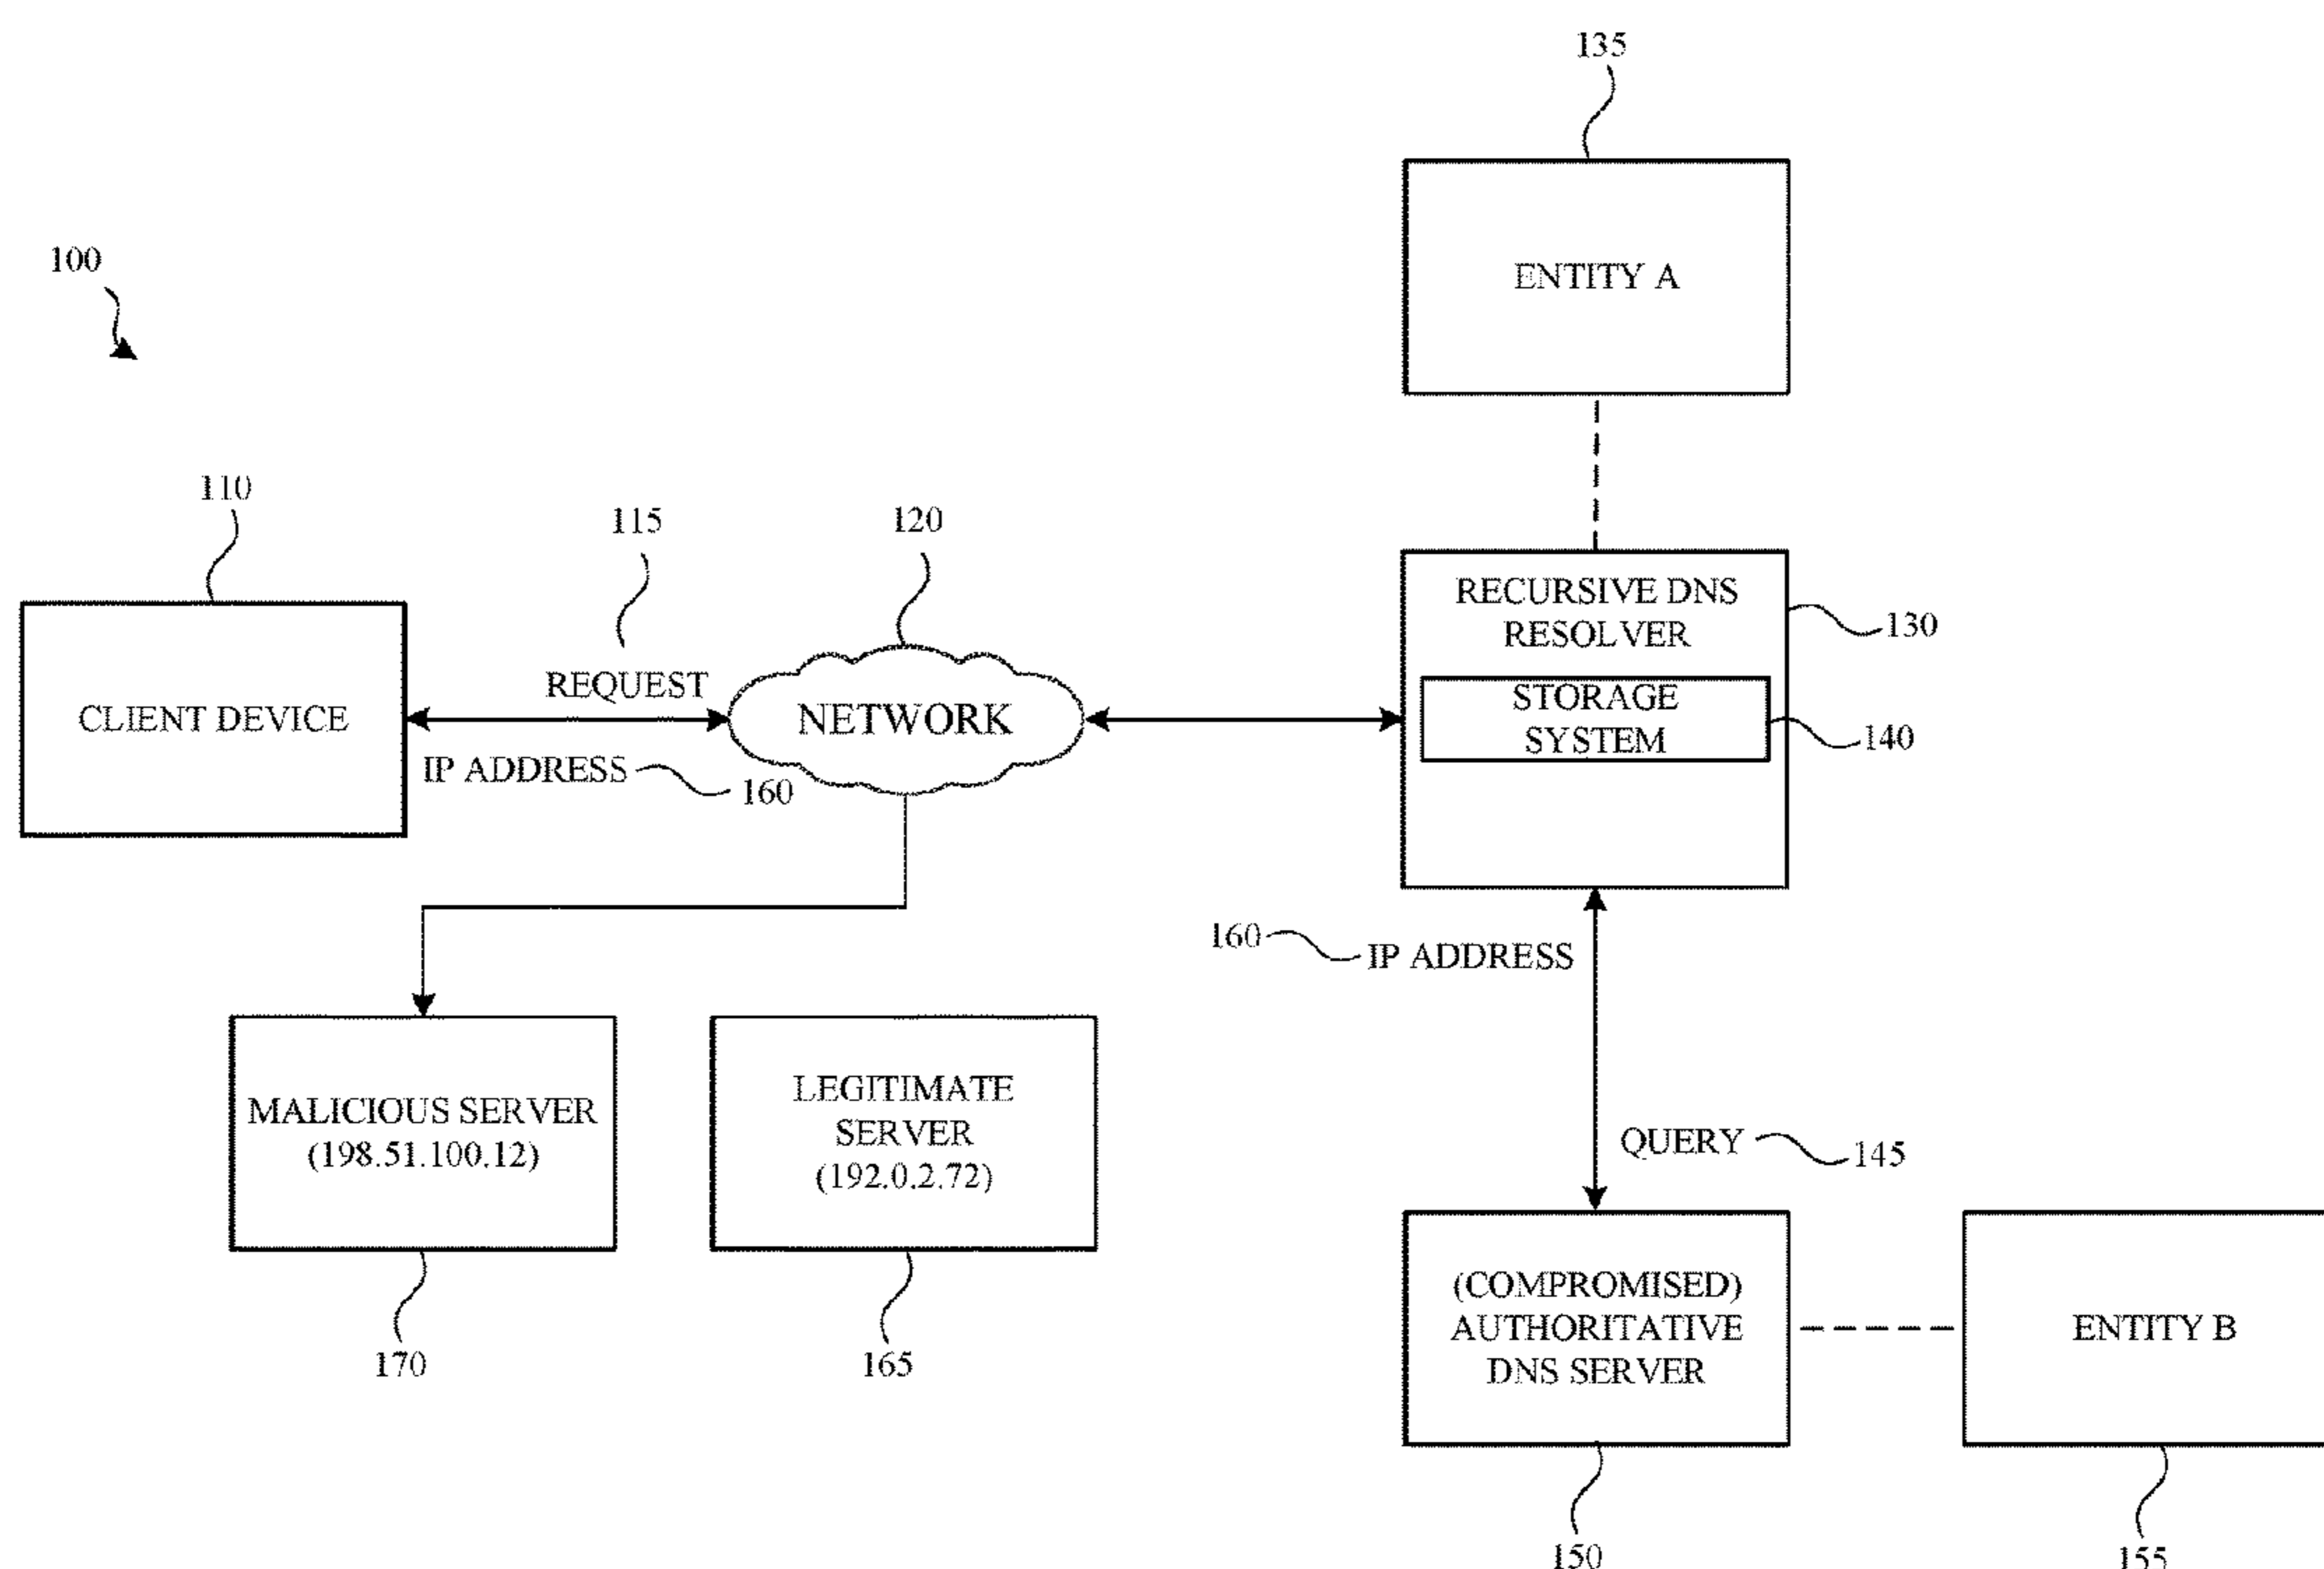 135
ENTITY A
100
110
115
120
CLIENT DEVICE
REQUEST
IP ADDRESS
160
NETWORK
RECURSIVE DNS
RESOLVER
130
STORAGE
SYSTEM
140
160
IP ADDRESS
QUERY
145
MALICIOUS SERVER
(198.51.100.12)
170
LEGITIMATE
SERVER
(192.0.2.72)
165
(COMPROMISED)
AUTHORITATIVE
DNS SERVER
150
ENTITY B
155